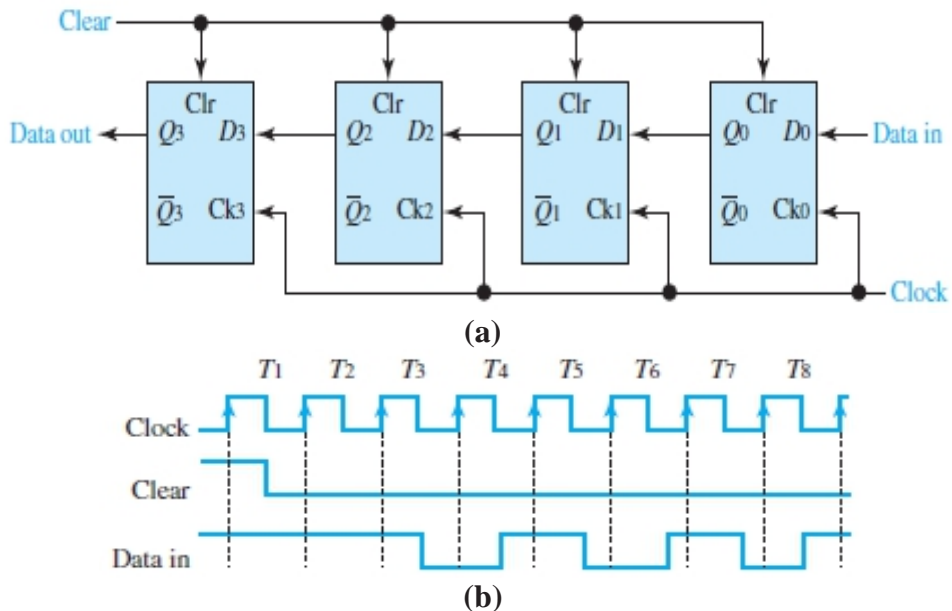 Clear
Clr Clr Clr Clr
Data out Q3 D3 Q2 D2 Q1 D1 Q0 D0 Data in
Q̅3 Ck3 Q̅2 Ck2 Q̅1 Ck1 Q̅0 Ck0
Clock
(a)
T1 T2 T3 T4 T5 T6 T7 T8
Clock
Clear
Data in
(b)